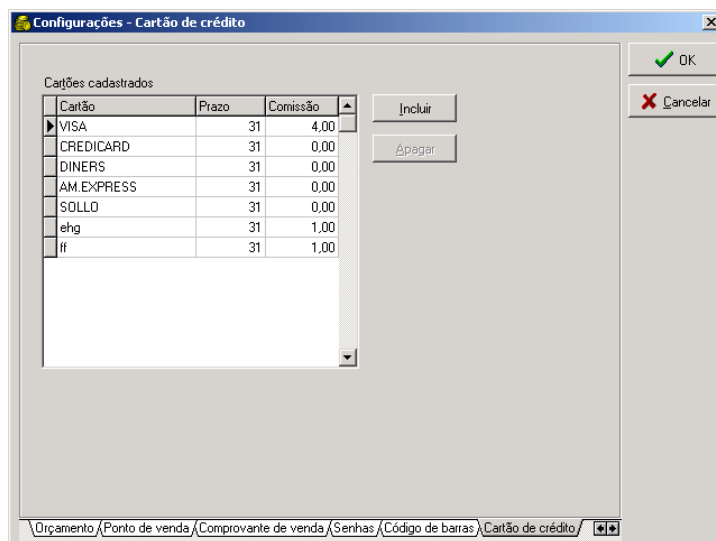 Configurações - Cartão de crédito
OK
Cancelar
Cartões cadastrados
Cartão Prazo Comissão
Incluir
VISA 31 4,00
CREDICARD 31 0,00
Apagar
DINERS 31 0,00
AM.EXPRESS 31 0,00
SOLLO 31 0,00
ehg 31 1,00
ff 31 1,00
Orçamento Ponto de venda Comprovante de venda Senhas Código de barras Cartão de crédito